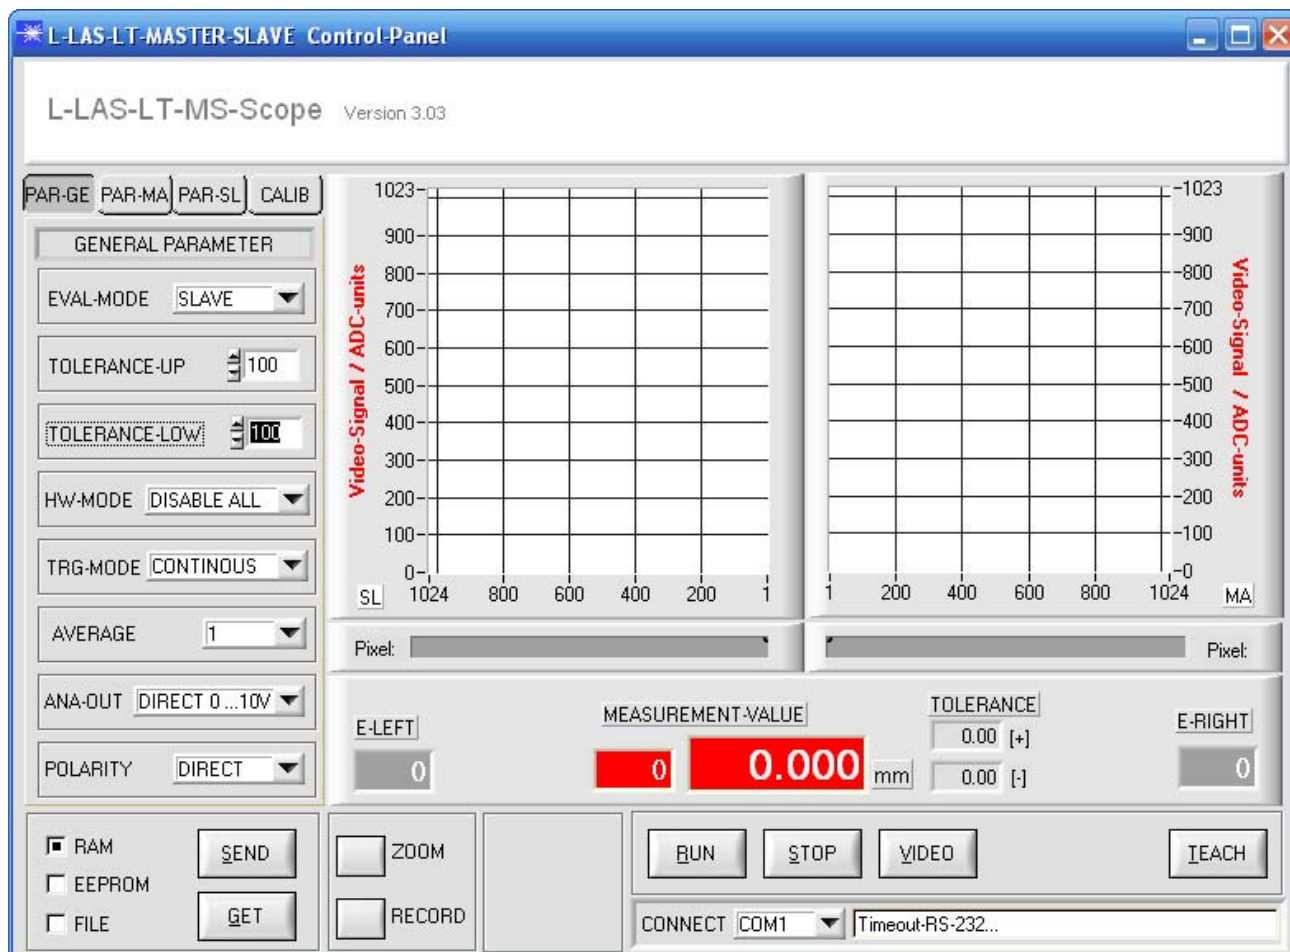 L-LAS-LT-MASTER-SLAVE Control-Panel
L-LAS-LT-MS-Scope Version 3.03
PAR-GE PAR-MA PAR-SL CALIB
GENERAL PARAMETER
EVAL-MODE SLAVE
TOLERANCE-UP 100
TOLERANCE-LOW 100
HW-MODE DISABLE ALL
TRG-MODE CONTINOUS
AVERAGE 1
ANA-OUT DIRECT 0 ...10V
POLARITY DIRECT
Video-Signal / ADC-units
1023
900
800
700
600
500
400
300
200
100
0
SL 1024 800 600 400 200 1
1023
900
800
700
600
500
400
300
200
100
0
Video-Signal / ADC-units
1 200 400 600 800 1024 MA
Pixel:
Pixel:
E-LEFT
0
MEASUREMENT-VALUE
0 0.000 mm
TOLERANCE
0.00 [+]
0.00 [-]
E-RIGHT
0
RAM
EEPROM
FILE
SEND
GET
ZOOM
RECORD
RUN STOP VIDEO TEACH
CONNECT COM1 Timeout-RS-232...